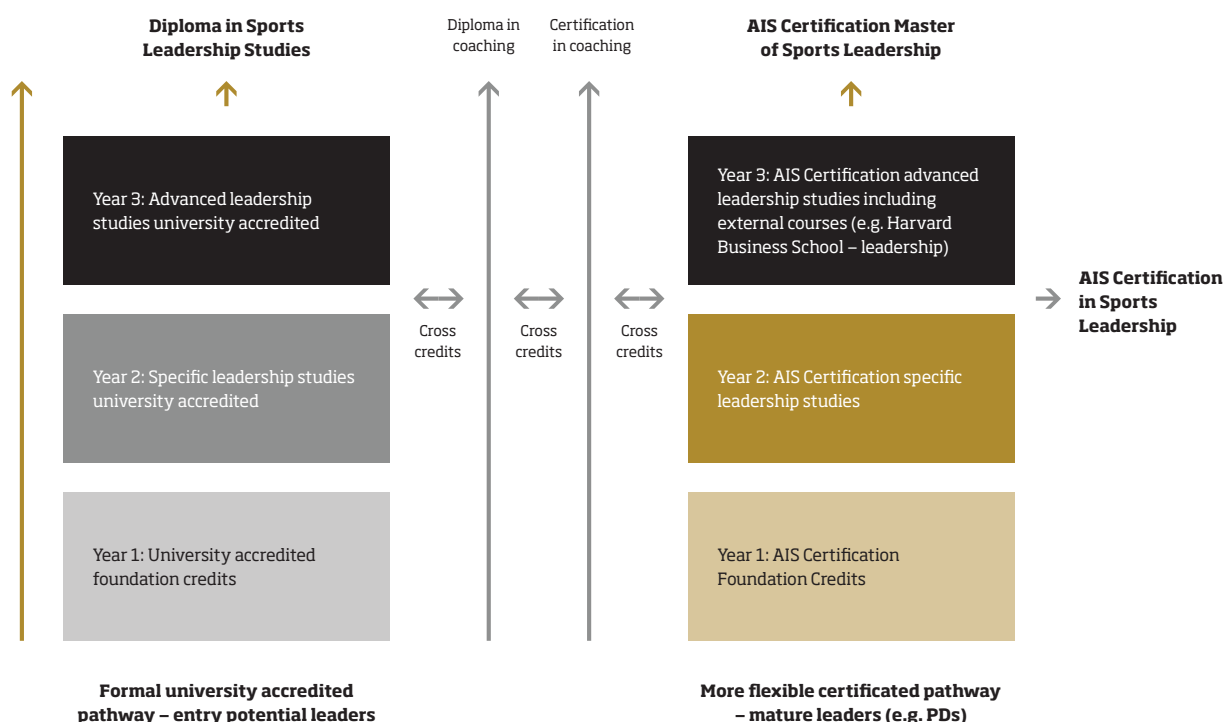 Diploma in Sports
Leadership Studies
Diploma in
coaching
Certification
in coaching
AIS Certification Master
of Sports Leadership
Year 3: Advanced leadership
studies university accredited
Year 3: AIS Certification advanced
leadership studies including
external courses (e.g. Harvard
Business School – leadership)
Cross
credits
Cross
credits
Cross
credits
AIS Certification
in Sports
Leadership
Year 2: Specific leadership studies
university accredited
Year 2: AIS Certification specific
leadership studies
Year 1: University accredited
foundation credits
Year 1: AIS Certification
Foundation Credits
Formal university accredited
pathway – entry potential leaders
More flexible certificated pathway
– mature leaders (e.g. PDs)